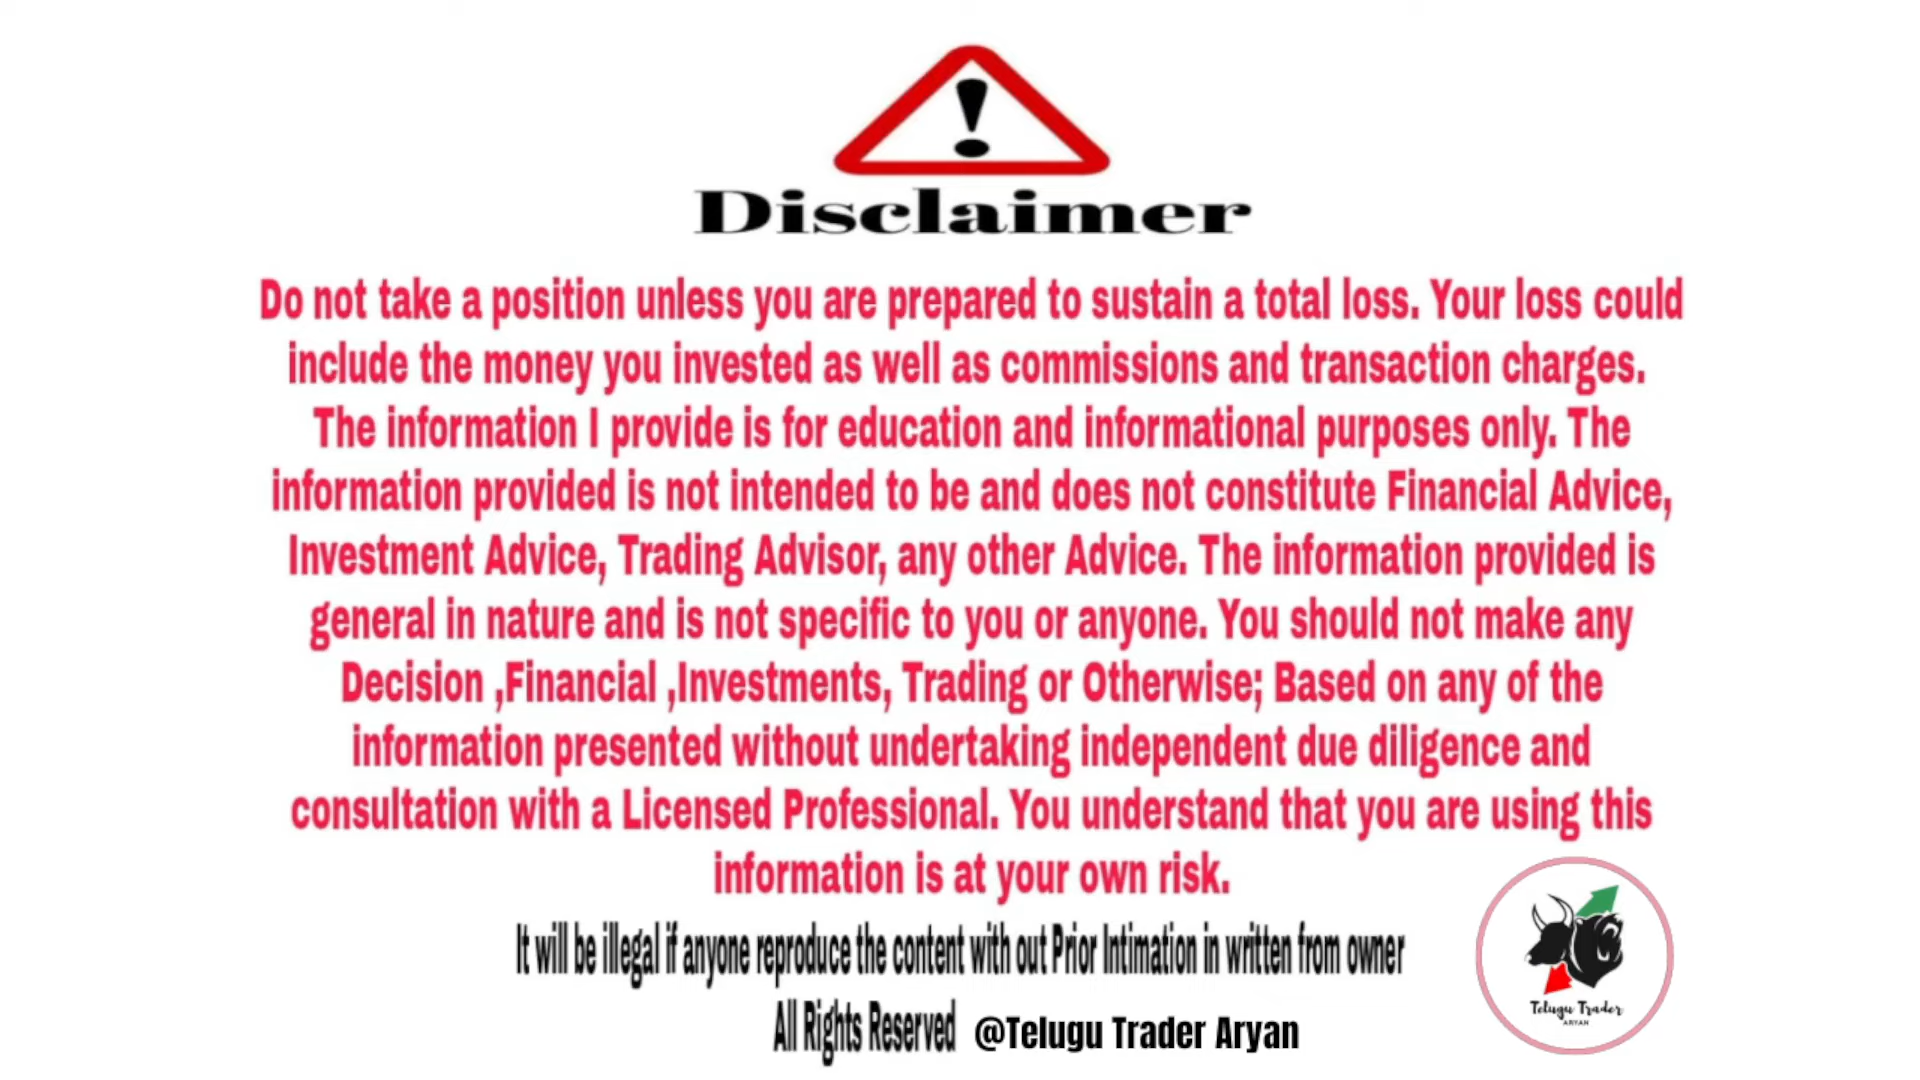 Disclaimer
Do not take a position unless you are prepared to sustain a total loss. Your loss could
include the money you invested as well as commissions and transaction charges.
The information I provide is for education and informational purposes only. The
information provided is not intended to be and does not constitute Financial Advice,
Investment Advice, Trading Advisor, any other Advice. The information provided is
general in nature and is not specific to you or anyone. You should not make any
Decision ,Financial ,Investments, Trading or Otherwise; Based on any of the
information presented without undertaking independent due diligence and
consultation with a Licensed Professional. You understand that you are using this
information is at your own risk.
It will be illegal if anyone reproduce the content with out Prior Intimation in written from owner
All Rights Reserved @Telugu Trader Aryan
Telugu Trader
ARYAN